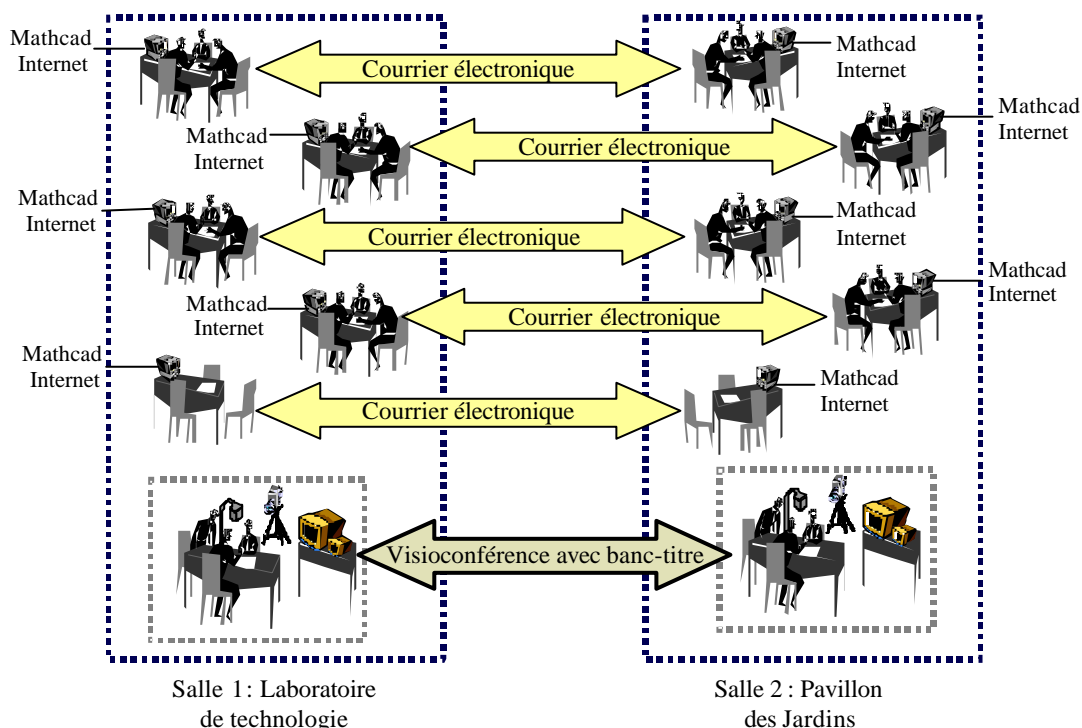 Mathcad
Internet
Courrier électronique
Mathcad
Internet
Mathcad
Internet
Courrier électronique
Mathcad
Internet
Mathcad
Internet
Courrier électronique
Mathcad
Internet
Mathcad
Internet
Courrier électronique
Mathcad
Internet
Mathcad
Internet
Courrier électronique
Mathcad
Internet
Visioconférence avec banc-titre
Salle 1 : Laboratoire
de technologie
Salle 2 : Pavillon
des Jardins